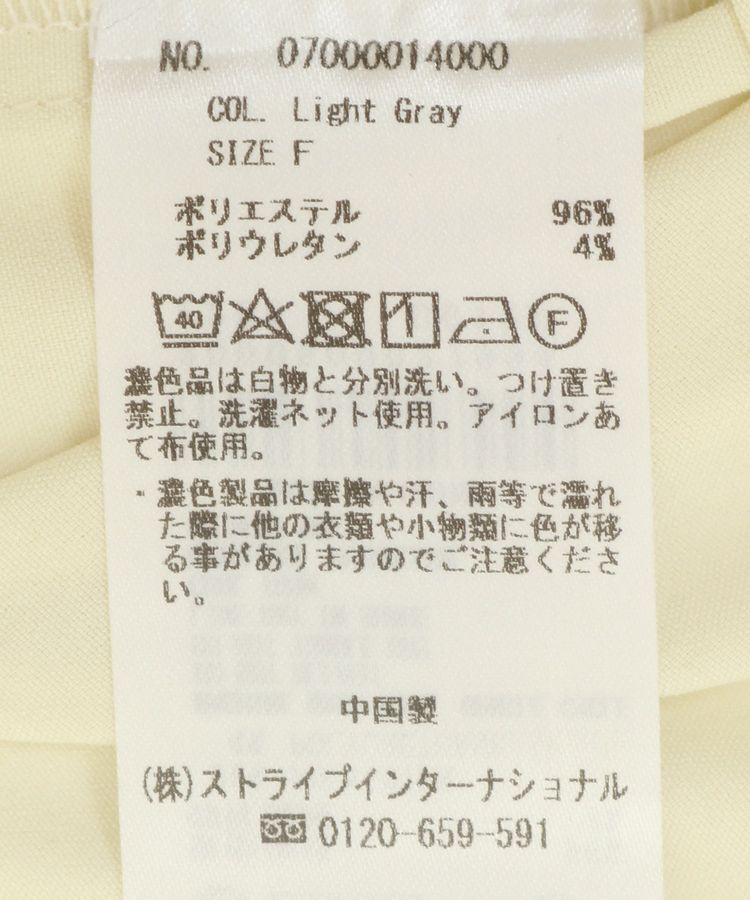 NO. 07000014000
COL. Light Gray
SIZE F
ポリエステル 96%
ポリウレタン 4%
40 F
濃色品は白物と分別洗い。つけ置き
禁止。洗濯ネット使用。アイロンあ
て布使用。
・濃色製品は摩擦や汗、雨等で濡れ
た際に他の衣類や小物類に色が移
る事がありますのでご注意くださ
い。
中国製
(株)ストライプインターナショナル
0120-659-591